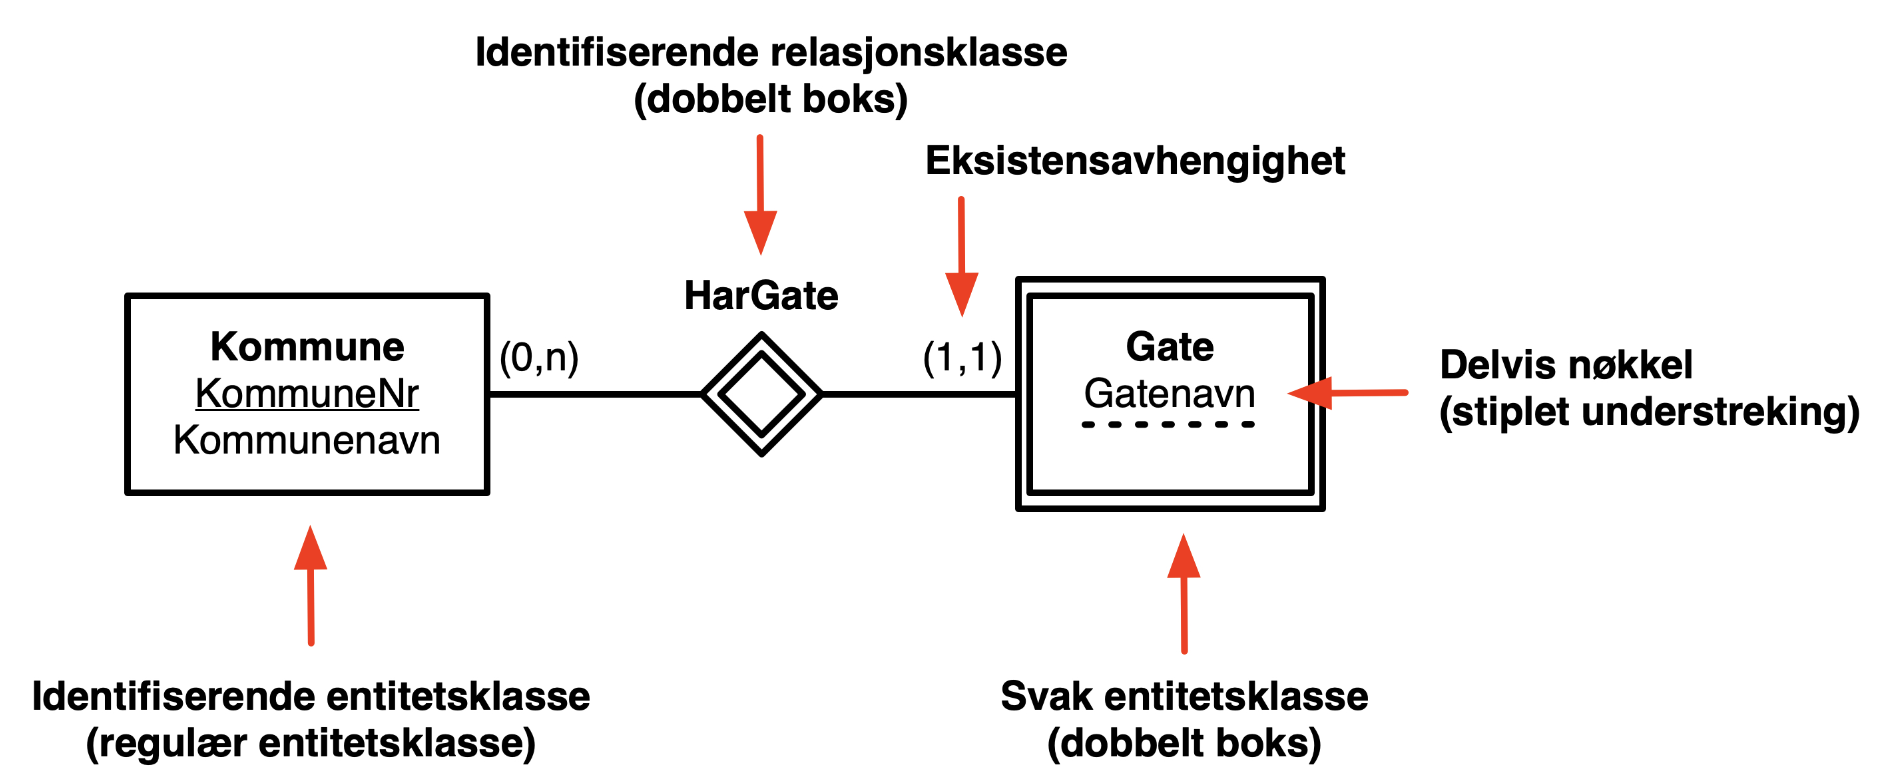 Identifiserende relasjonsklasse
(dobbelt boks)
Eksistensavhengighet
HarGate
Kommune
KommuneNr
Kommunenavn
(0,n)
(1,1)
Gate
Gatenavn
Delvis nøkkel
(stiplet understreking)
Identifiserende entitetsklasse
(regulær entitetsklasse)
Svak entitetsklasse
(dobbelt boks)